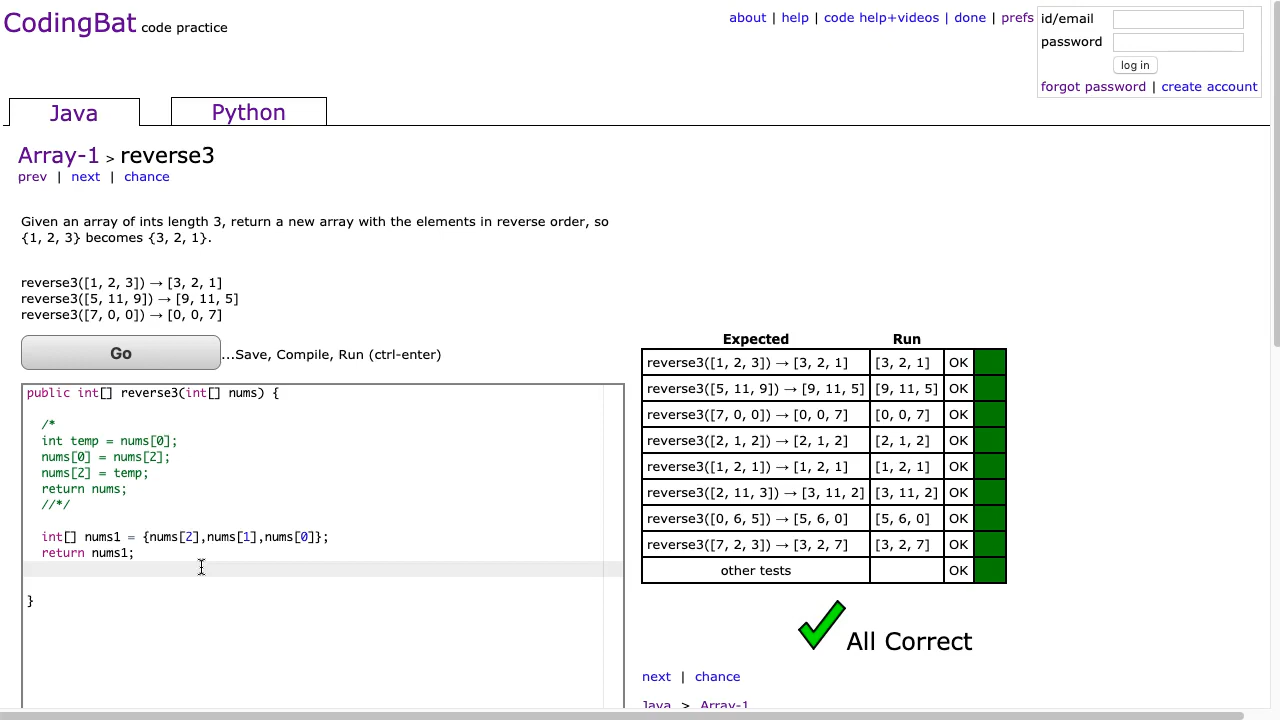 CodingBat code practice
about | help | code help+videos | done | prefs
id/email
password
log in
forgot password | create account
Java
Python
Array-1 > reverse3
prev | next | chance
Given an array of ints length 3, return a new array with the elements in reverse order, so
{1, 2, 3} becomes {3, 2, 1}.
reverse3([1, 2, 3]) → [3, 2, 1]
reverse3([5, 11, 9]) → [9, 11, 5]
reverse3([7, 0, 0]) → [0, 0, 7]
Go ...Save, Compile, Run (ctrl-enter)
public int[] reverse3(int[] nums) {
/*
int temp = nums[0];
nums[0] = nums[2];
nums[2] = temp;
return nums;
//*/
int[] nums1 = {nums[2],nums[1],nums[0]};
return nums1;
}
Expected Run
reverse3([1, 2, 3]) → [3, 2, 1] [3, 2, 1] OK
reverse3([5, 11, 9]) → [9, 11, 5] [9, 11, 5] OK
reverse3([7, 0, 0]) → [0, 0, 7] [0, 0, 7] OK
reverse3([2, 1, 2]) → [2, 1, 2] [2, 1, 2] OK
reverse3([1, 2, 1]) → [1, 2, 1] [1, 2, 1] OK
reverse3([2, 11, 3]) → [3, 11, 2] [3, 11, 2] OK
reverse3([0, 6, 5]) → [5, 6, 0] [5, 6, 0] OK
reverse3([7, 2, 3]) → [3, 2, 7] [3, 2, 7] OK
other tests OK
All Correct
next | chance
Java > Array-1